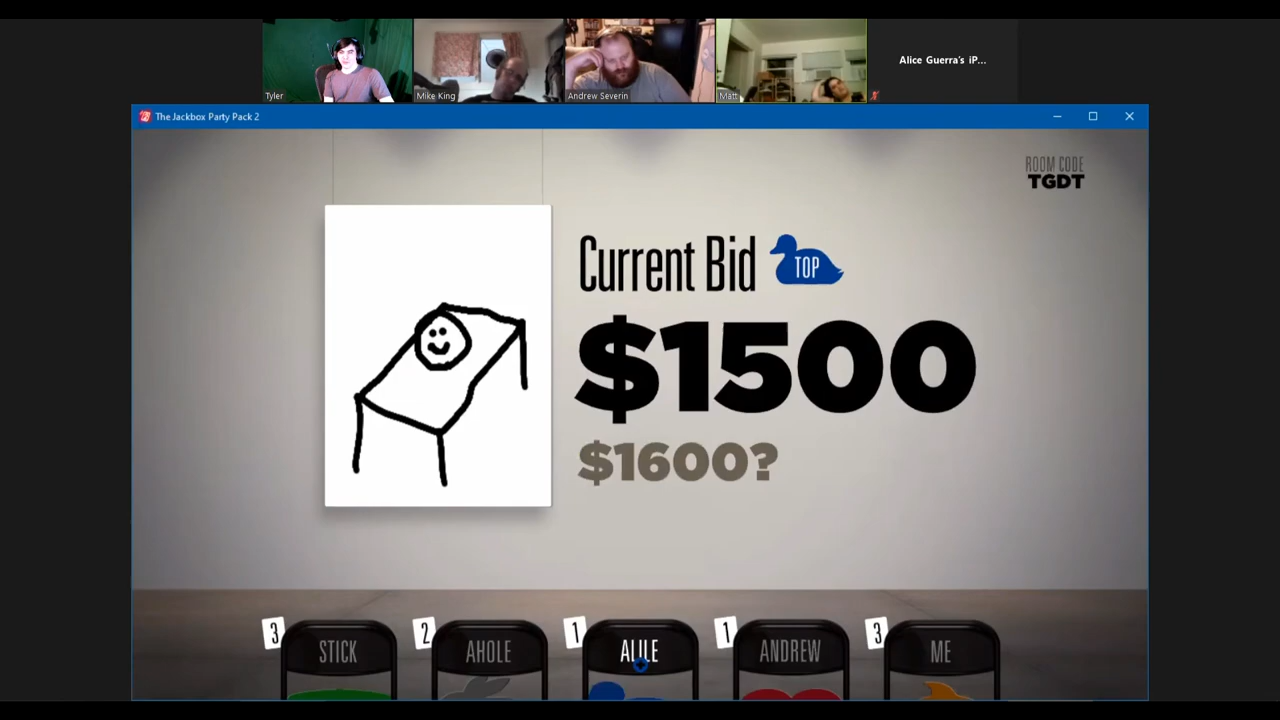 Tyler
Mike King
Andrew Severin
Matt
Alice Guerra's iP...
The Jackbox Party Pack 2
ROOM CODE
TGDT
Current Bid
TOP
$1500
$1600?
3
STICK
2
AHOLE
1
1
ANDREW
3
ME